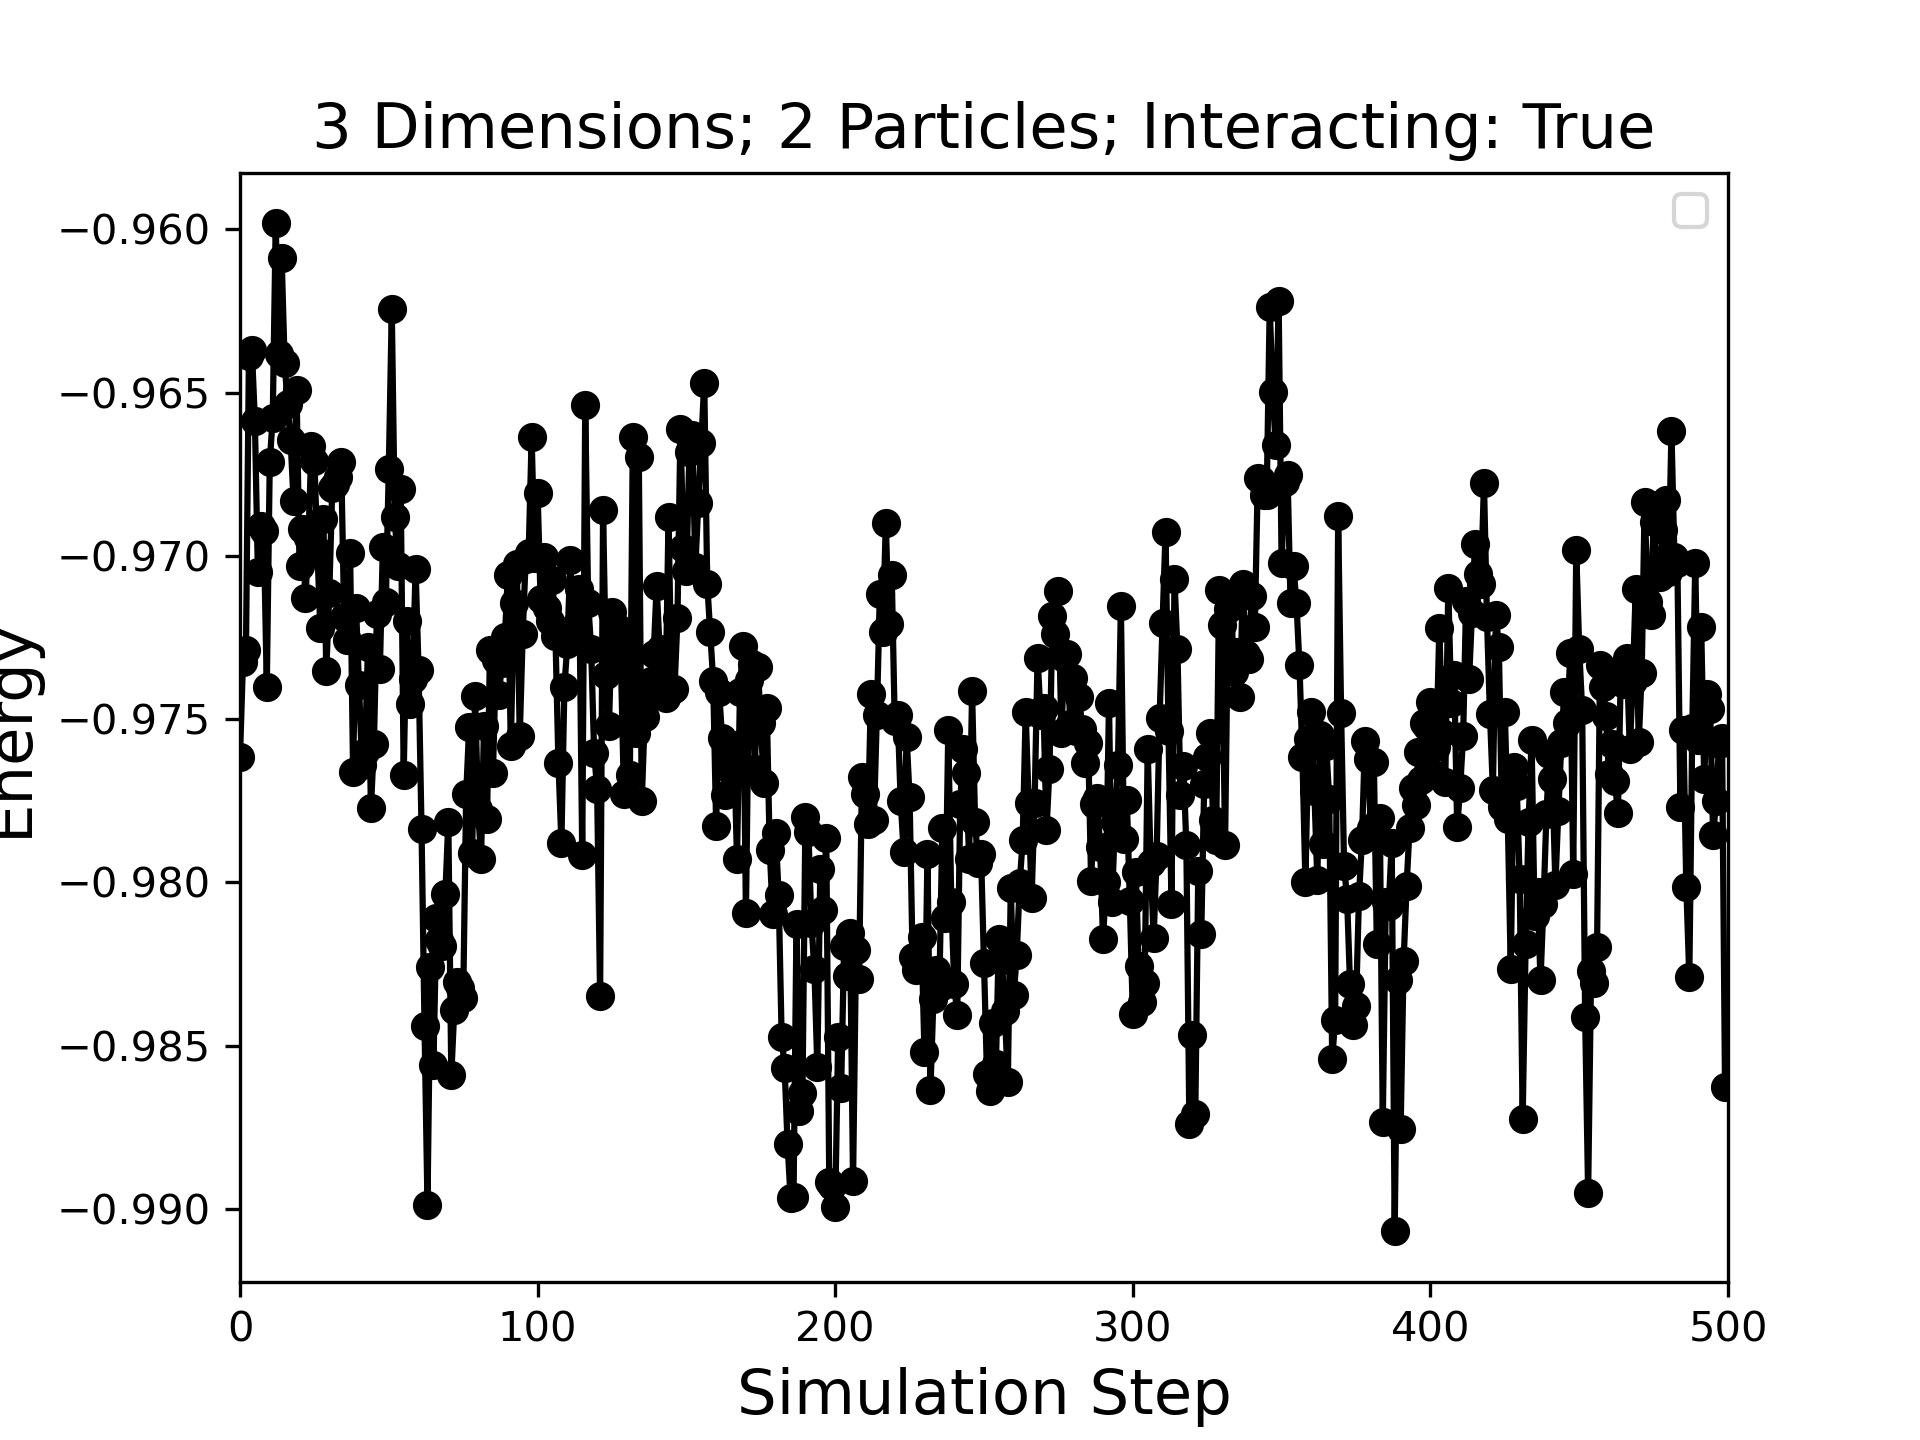 3 Dimensions; 2 Particles; Interacting: True
−0.960
−0.965
−0.970
−0.975
−0.980
−0.985
−0.990
Energy
0 100 200 300 400 500
Simulation Step